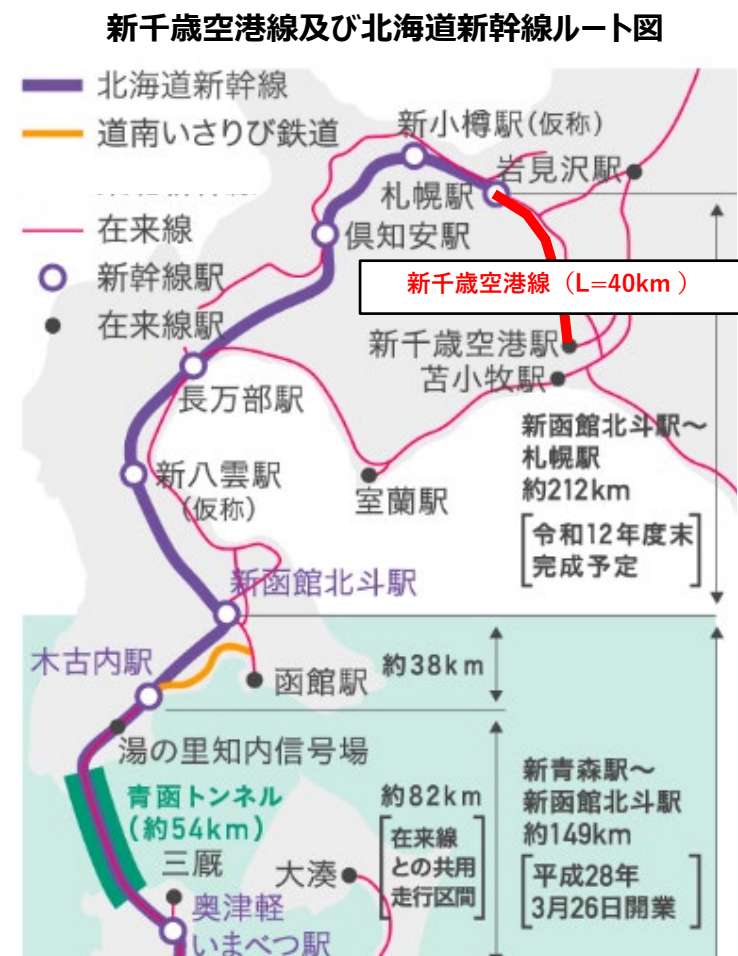 新千歳空港線及び北海道新幹線ルート図
北海道新幹線
道南いさりび鉄道
在来線
新幹線駅
在来線駅
新小樽駅(仮称)
岩見沢駅
札幌駅
倶知安駅
新千歳空港線（L=40km ）
新千歳空港駅
苫小牧駅
長万部駅
新函館北斗駅～
札幌駅
約212km
令和12年度末
完成予定
新八雲駅
(仮称)
室蘭駅
新函館北斗駅
木古内駅
函館駅
約38km
湯の里知内信号場
青函トンネル
(約54km)
約82km
在来線
との共用
走行区間
新青森駅～
新函館北斗駅
約149km
平成28年
3月26日開業
三厩
大湊
奥津軽
いまべつ駅